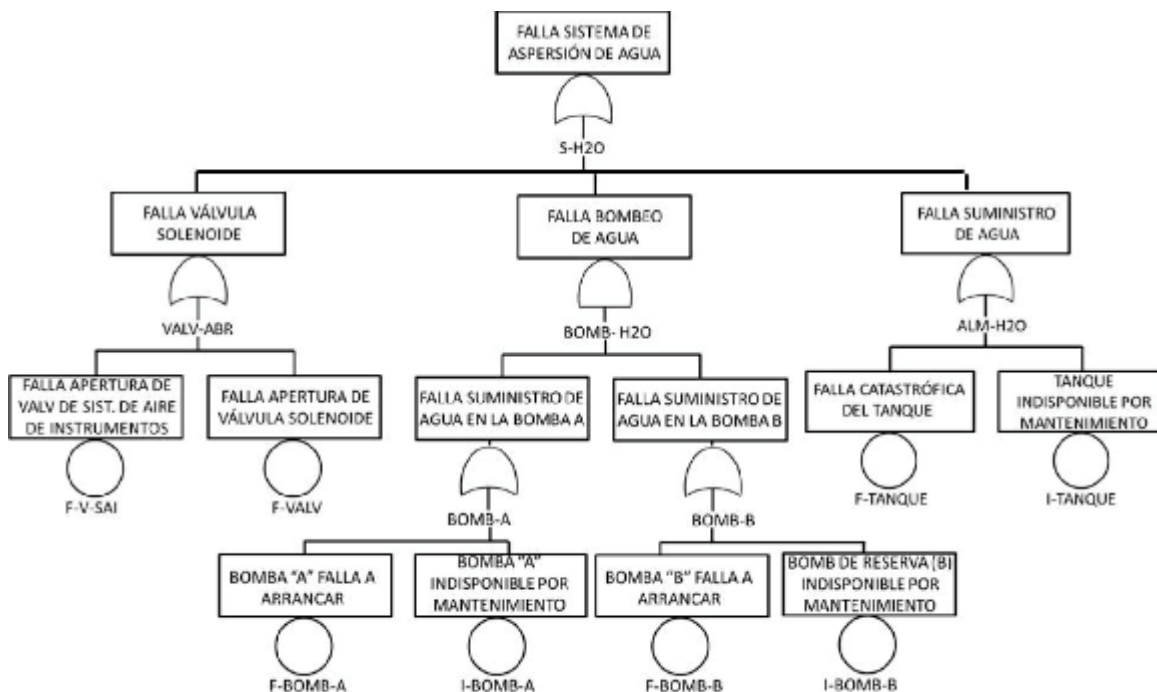 FALLA SISTEMA DE
ASPERSIÓN DE AGUA
S-H2O
FALLA VÁLVULA
SOLENOIDE
FALLA BOMBEO
DE AGUA
FALLA SUMINISTRO
DE AGUA
VALV-ABR
BOMB- H2O
ALM-H2O
FALLA APERTURA DE
VALV DE SIST. DE AIRE
DE INSTRUMENTOS
FALLA APERTURA DE
VÁLVULA SOLENOIDE
FALLA SUMINISTRO DE
AGUA EN LA BOMBA A
FALLA SUMINISTRO DE
AGUA EN LA BOMBA B
FALLA CATASTRÓFICA
DEL TANQUE
TANQUE
INDISPONIBLE POR
MANTENIMIENTO
F-V-SAI
F-VALV
F-TANQUE
I-TANQUE
BOMB-A
BOMB-B
BOMBA “A” FALLA A
ARRANCAR
BOMBA “A”
INDISPONIBLE POR
MANTENIMIENTO
BOMBA “B” FALLA A
ARRANCAR
BOMB DE RESERVA (B)
INDISPONIBLE POR
MANTENIMIENTO
F-BOMB-A
I-BOMB-A
F-BOMB-B
I-BOMB-B